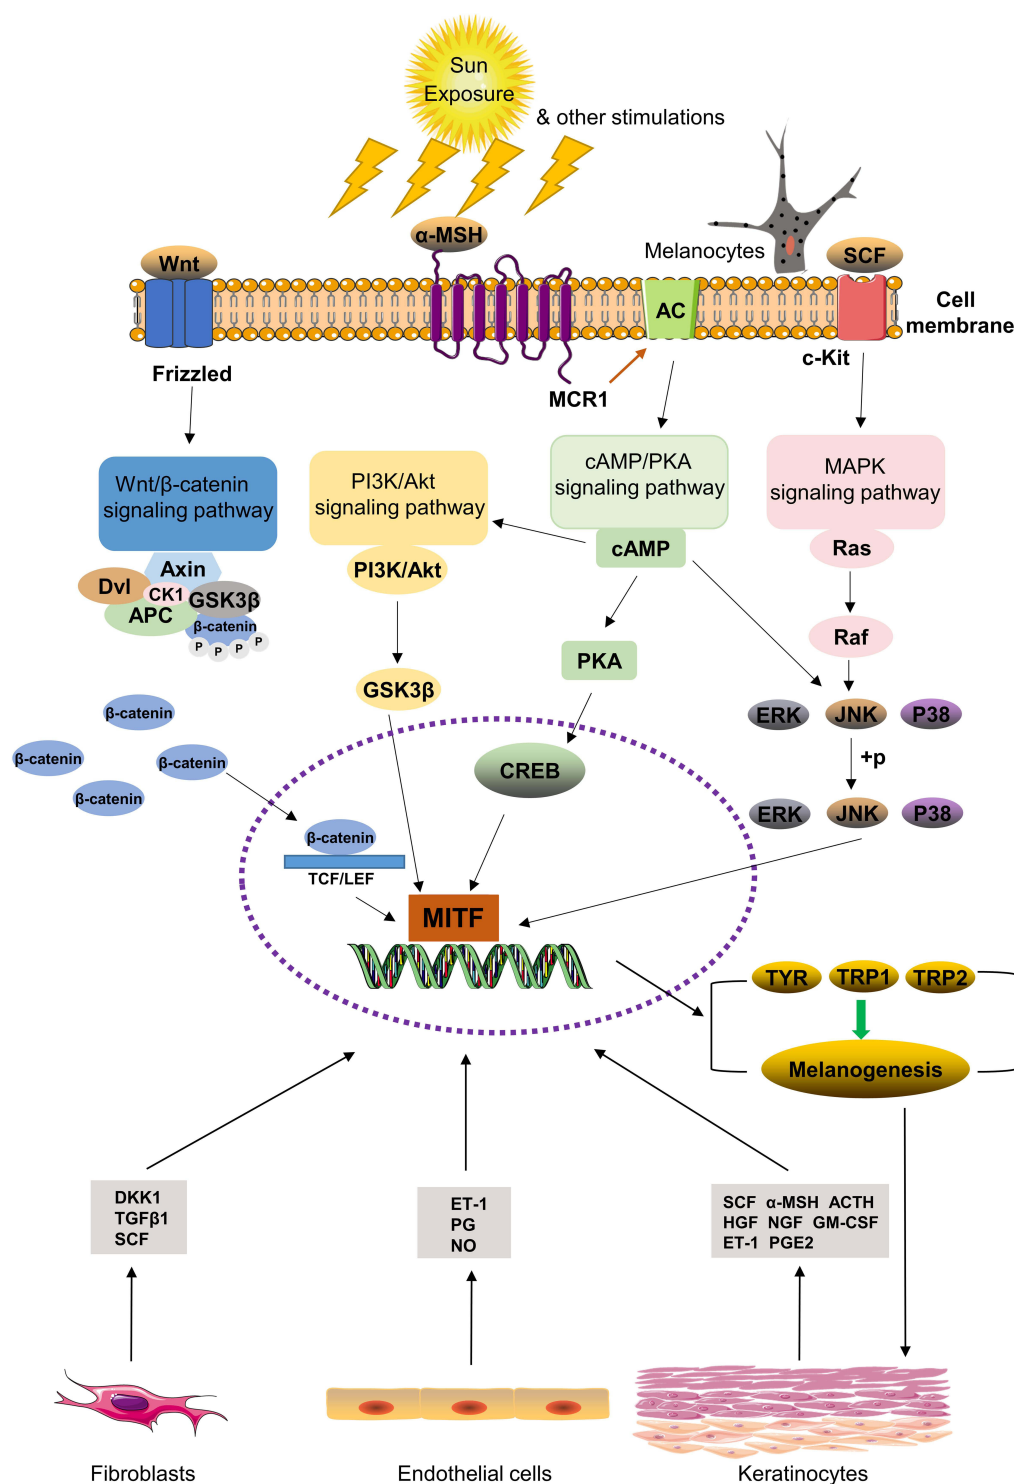 Sun
Exposure
& other stimulations
α-MSH
Melanocytes
Wnt
SCF
AC
Cell
membrane
Frizzled
MCR1
c-Kit
Wnt/β-catenin
signaling pathway
PI3K/Akt
signaling pathway
cAMP/PKA
signaling pathway
MAPK
signaling pathway
Axin
Dvl
CK1
GSK3β
APC
β-catenin
P
P
P
P
PI3K/Akt
cAMP
Ras
Raf
PKA
GSK3β
ERK
JNK
P38
+p
ERK
JNK
P38
β-catenin
β-catenin
β-catenin
β-catenin
CREB
β-catenin
TCF/LEF
MITF
TYR
TRP1
TRP2
Melanogenesis
DKK1
TGFβ1
SCF
ET-1
PG
NO
SCF α-MSH ACTH
HGF NGF GM-CSF
ET-1 PGE2
Fibroblasts
Endothelial cells
Keratinocytes